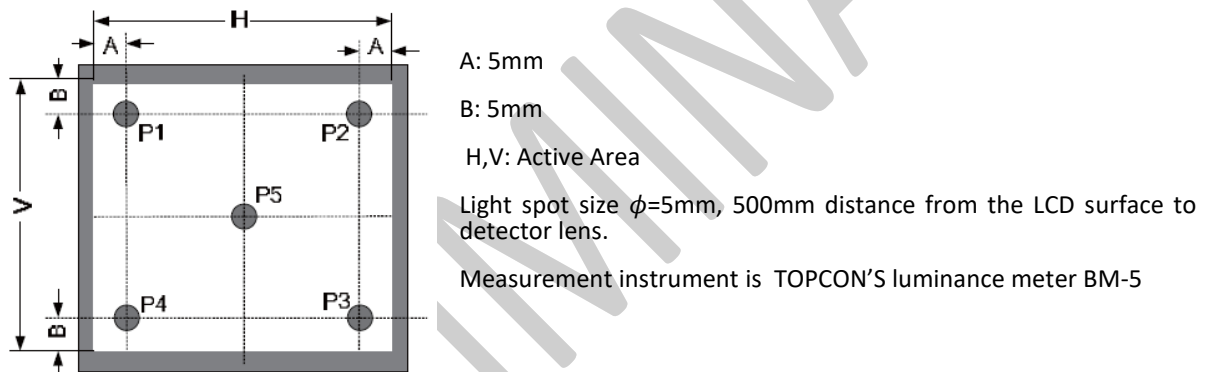 H
A A
B
P1 P2
V
P5
P4 P3
B
A: 5mm
B: 5mm
H,V: Active Area
Light spot size ϕ=5mm, 500mm distance from the LCD surface to
detector lens.
Measurement instrument is TOPCON’S luminance meter BM-5